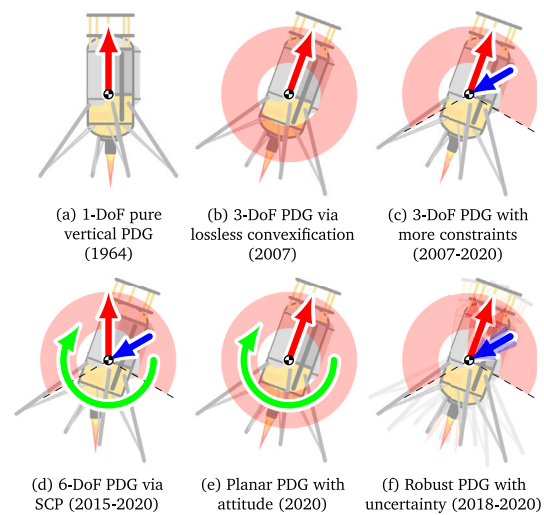 (a) 1-DoF pure
vertical PDG
(1964)
(b) 3-DoF PDG via
lossless convexification
(2007)
(c) 3-DoF PDG with
more constraints
(2007-2020)
(d) 6-DoF PDG via
SCP (2015-2020)
(e) Planar PDG with
attitude (2020)
(f) Robust PDG with
uncertainty (2018-2020)